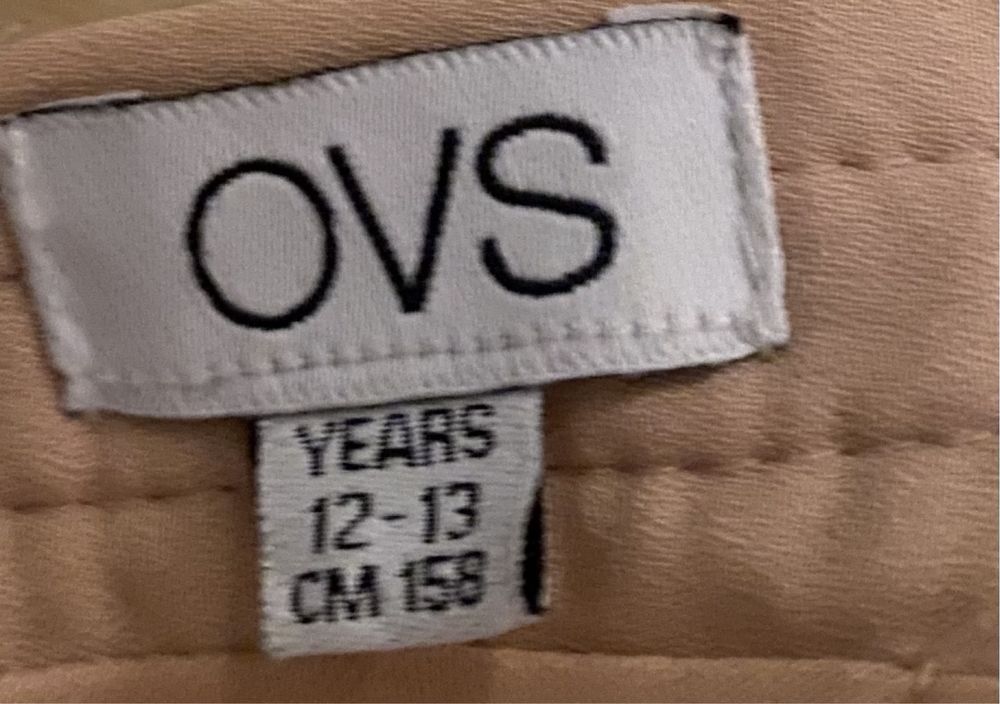 OVS
YEARS
12-13
CM 158